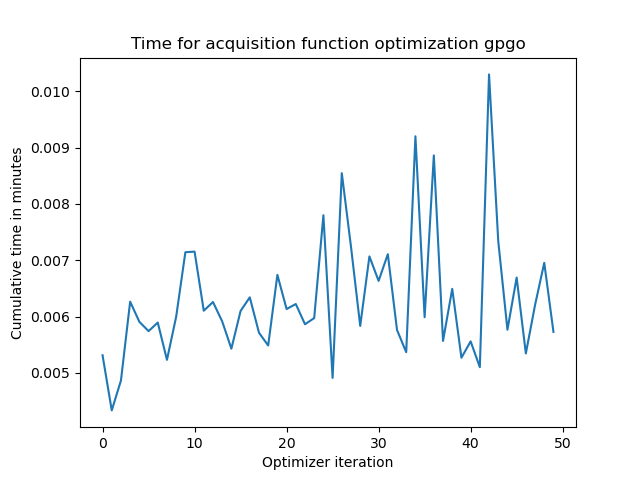 Time for acquisition function optimization gpgo
Cumulative time in minutes
0.010
0.009
0.008
0.007
0.006
0.005
0 10 20 30 40 50
Optimizer iteration